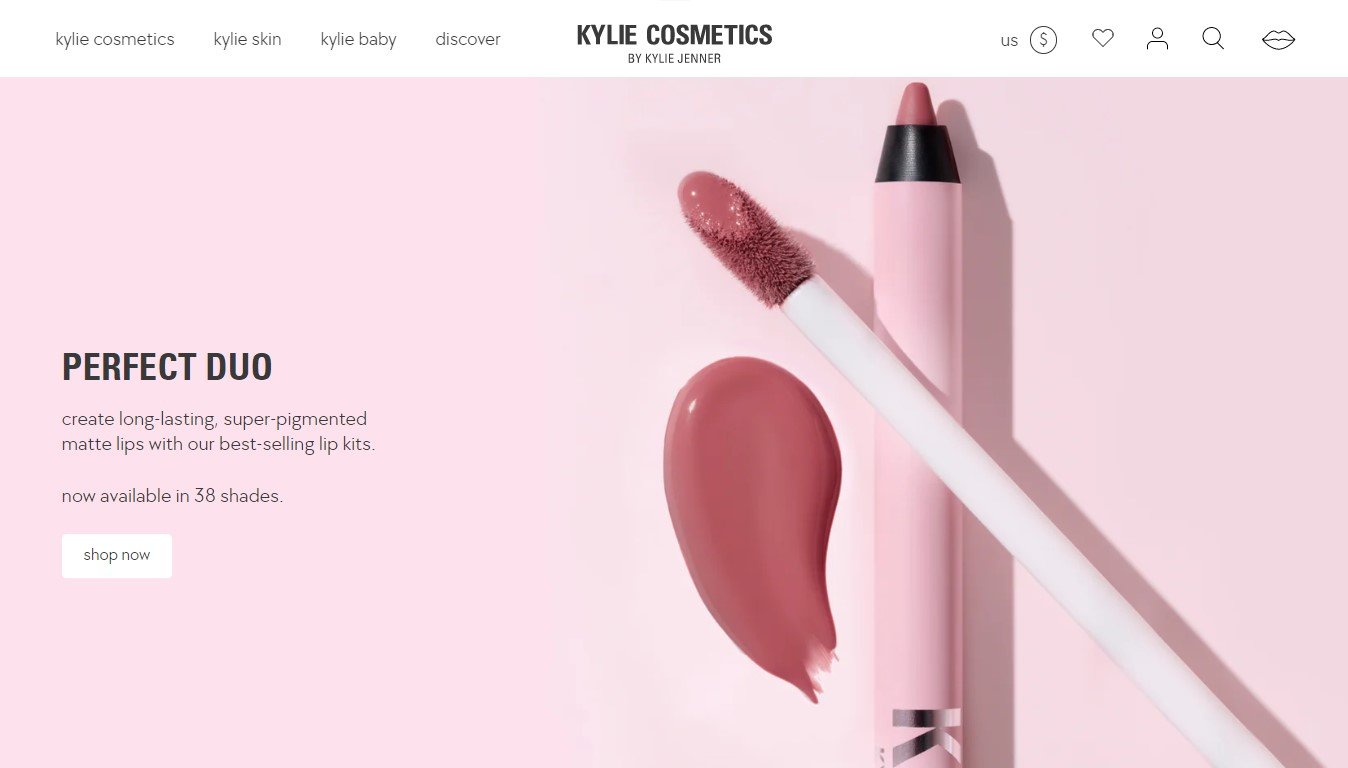 kylie cosmetics
kylie skin
kylie baby
discover
KYLIE COSMETICS
BY KYLIE JENNER
us $
PERFECT DUO
create long-lasting, super-pigmented
matte lips with our best-selling lip kits.
now available in 38 shades.
shop now
K